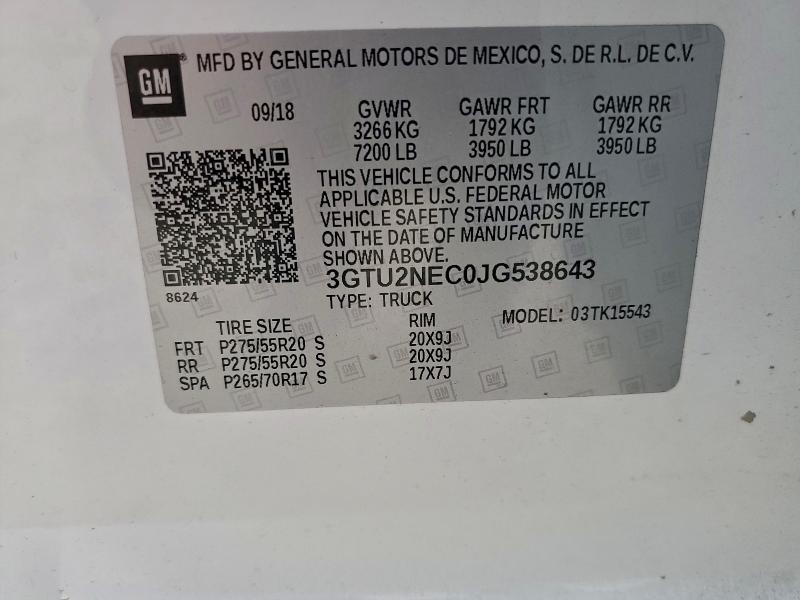 GM® MFD BY GENERAL MOTORS DE MEXICO, S. DE R.L. DE C.V.
09/18 GVWR GAWR FRT GAWR RR
3266 KG 1792 KG 1792 KG
7200 LB 3950 LB 3950 LB
THIS VEHICLE CONFORMS TO ALL
APPLICABLE U.S. FEDERAL MOTOR
VEHICLE SAFETY STANDARDS IN EFFECT
ON THE DATE OF MANUFACTURE
SHOWN ABOVE.
3GTU2NEC0JG538643
8624
TYPE: TRUCK MODEL: 03TK15543
TIRE SIZE RIM
FRT P275/55R20 S 20X9J
RR P275/55R20 S 20X9J
SPA P265/70R17 S 17X7J